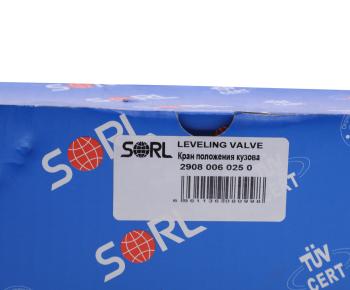 SORL
SORL
LEVELING VALVE
Кран положения кузова
2908 006 025 0
SORL
TÜV
CERT